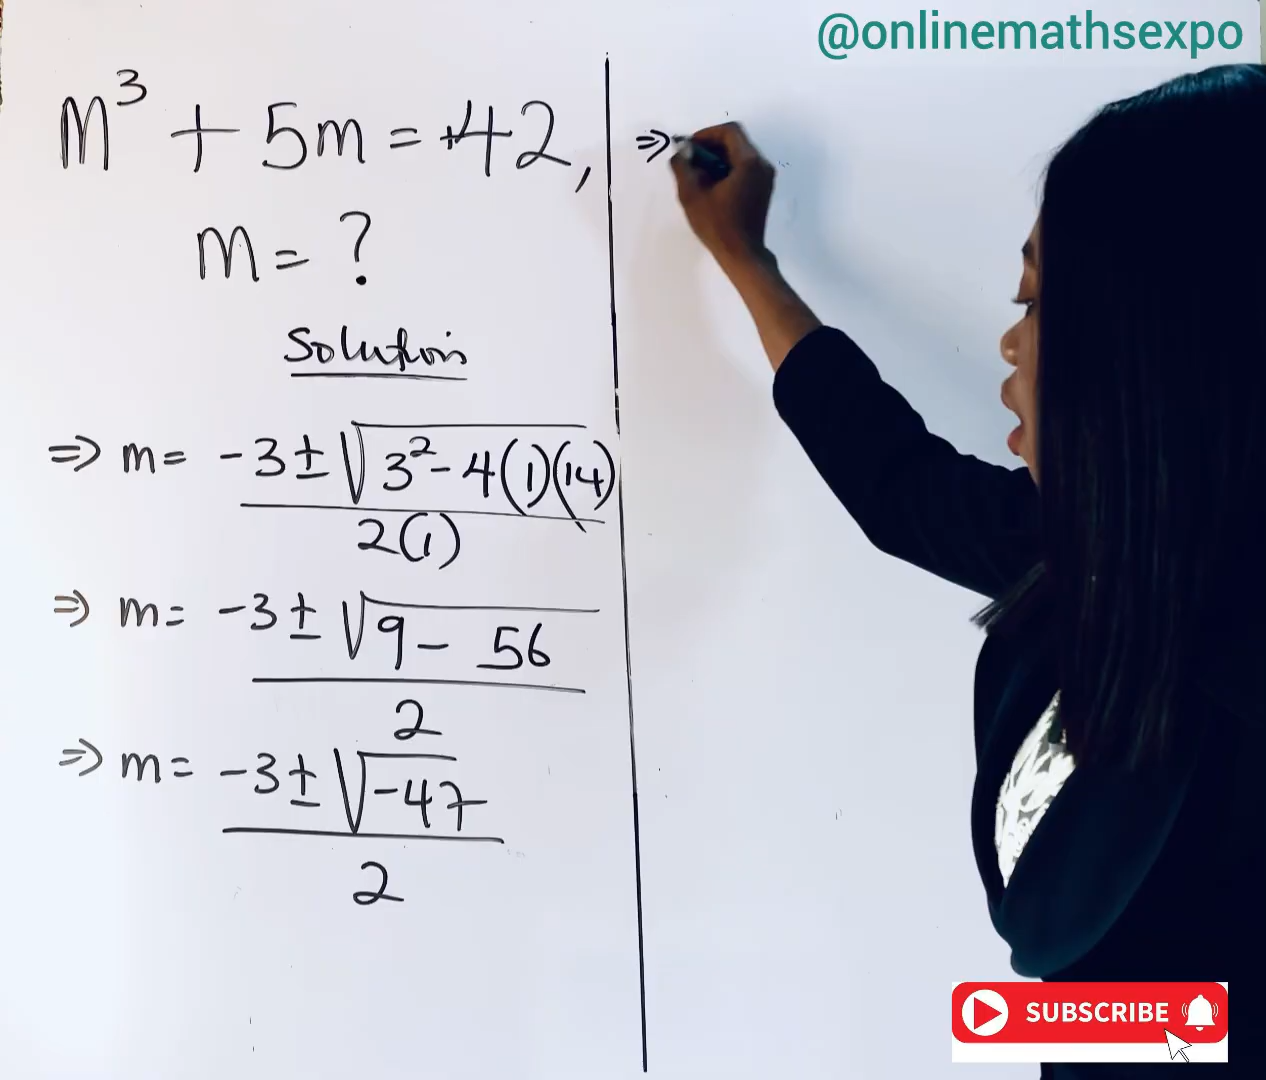 @onlinemathsexpo
m³ + 5m = +42,
m = ?
Solution
⇒ m = -3 ± √(3² - 4(1)(14)) / 2(1)
⇒ m = -3 ± √(9 - 56) / 2
⇒ m = -3 ± √(-47) / 2
⇒
SUBSCRIBE